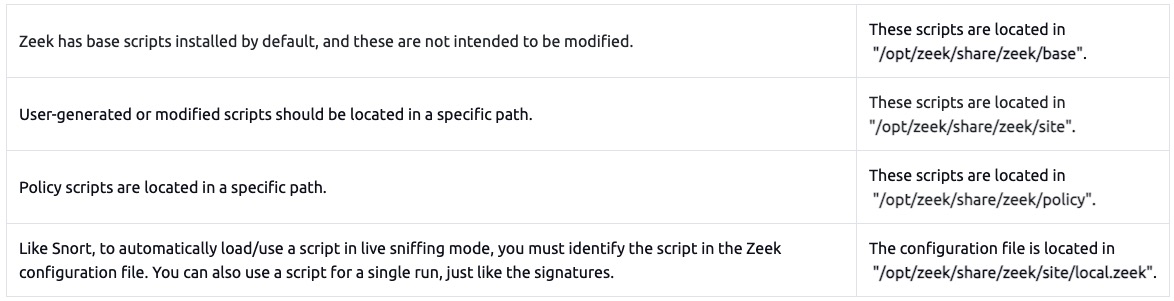 Zeek has base scripts installed by default, and these are not intended to be modified.
These scripts are located in
"/opt/zeek/share/zeek/base".
User-generated or modified scripts should be located in a specific path.
These scripts are located in
"/opt/zeek/share/zeek/site".
Policy scripts are located in a specific path.
These scripts are located in
"/opt/zeek/share/zeek/policy".
Like Snort, to automatically load/use a script in live sniffing mode, you must identify the script in the Zeek
configuration file. You can also use a script for a single run, just like the signatures.
The configuration file is located in
"/opt/zeek/share/zeek/site/local.zeek".